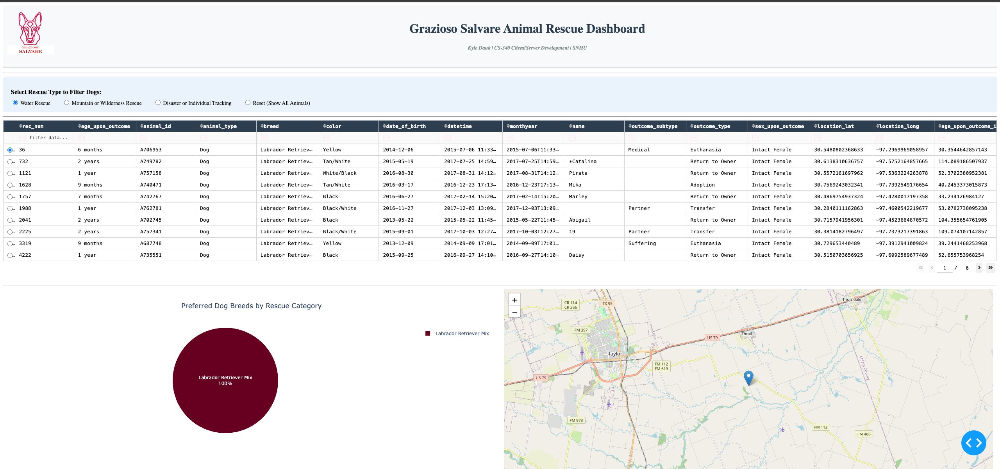 GRAZIOSO
SALVARE
Grazioso Salvare Animal Rescue Dashboard
Kyle Dauk | CS-340 Client/Server Development | SNHU
Select Rescue Type to Filter Dogs:
Water Rescue Mountain or Wilderness Rescue Disaster or Individual Tracking Reset (Show All Animals)
rec_num age_upon_outcome animal_id animal_type breed color date_of_birth datetime monthyear name outcome_subtype outcome_type sex_upon_outcome location_lat location_long age_upon_outcome_i
Aa filter data... Aa Aa Aa Aa Aa Aa Aa Aa Aa Aa Aa Aa Aa Aa Aa
36 6 months A706953 Dog Labrador Retriev… Yellow 2014-12-06 2015-07-06 11:33… 2015-07-06T11:33… Medical Euthanasia Intact Female 30.5480802368633 -97.2969969058957 30.3544642857143
732 2 years A749782 Dog Labrador Retriev… Tan/White 2015-05-19 2017-07-25 14:59… 2017-07-25T14:59… *Catalina Return to Owner Intact Female 30.6138310636757 -97.5752164857665 114.089186507937
1121 1 year A757158 Dog Labrador Retriev… White/Black 2016-08-30 2017-08-31 14:12… 2017-08-31T14:12… Pirata Return to Owner Intact Female 30.5572161697962 -97.5363224263878 52.3702380952381
1628 9 months A740471 Dog Labrador Retriev… Tan/White 2016-03-17 2016-12-23 17:13… 2016-12-23T17:13… Mika Adoption Intact Female 30.7569243032341 -97.7392549176654 40.2453373015873
1757 7 months A742767 Dog Labrador Retriev… Black 2016-06-27 2017-02-14 15:20… 2017-02-14T15:20… Marley Return to Owner Intact Female 30.4869754937324 -97.4280017197358 33.234126984127
1988 1 year A762781 Dog Labrador Retriev… Black/White 2016-11-27 2017-12-03 13:09… 2017-12-03T13:09… Partner Transfer Intact Female 30.2840111162863 -97.4600542219677 53.0782738095238
2041 2 years A702745 Dog Labrador Retriev… Black 2013-05-22 2015-05-22 11:45… 2015-05-22T11:45… Abigail Return to Owner Intact Female 30.7157941956301 -97.4523664870572 104.355654761905
2225 2 years A757341 Dog Labrador Retriev… Black/White 2015-09-01 2017-10-03 12:27… 2017-10-03T12:27… 19 Partner Transfer Intact Female 30.3814182796497 -97.7373217391863 109.074107142857
3319 9 months A687748 Dog Labrador Retriev… Yellow 2013-12-09 2014-09-09 17:01… 2014-09-09T17:01… Suffering Euthanasia Intact Female 30.729653440489 -97.3912941009824 39.2441468253968
4222 1 year A735551 Dog Labrador Retriev… Black 2015-09-25 2016-09-27 14:10… 2016-09-27T14:10… Daisy Return to Owner Intact Female 30.5150703656925 -97.6092589677489 52.655753968254
1 / 6
Preferred Dog Breeds by Rescue Category
Labrador Retriever Mix
Labrador Retriever Mix
100%
+
−
CR 114
CR 366
TX 95
Thorndale
FM 397
Thrall
US 79
Taylor
FM 112
FM 619
US 79
Milam County
County
FM 973
FM 112
FM 486